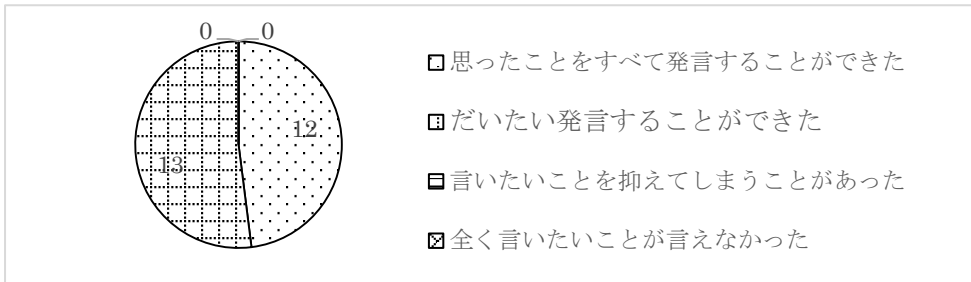 0 0
思ったことをすべて発言することができた
12
だいたい発言することができた
13
言いたいことを抑えてしまうことがあった
全く言いたいことが言えなかった